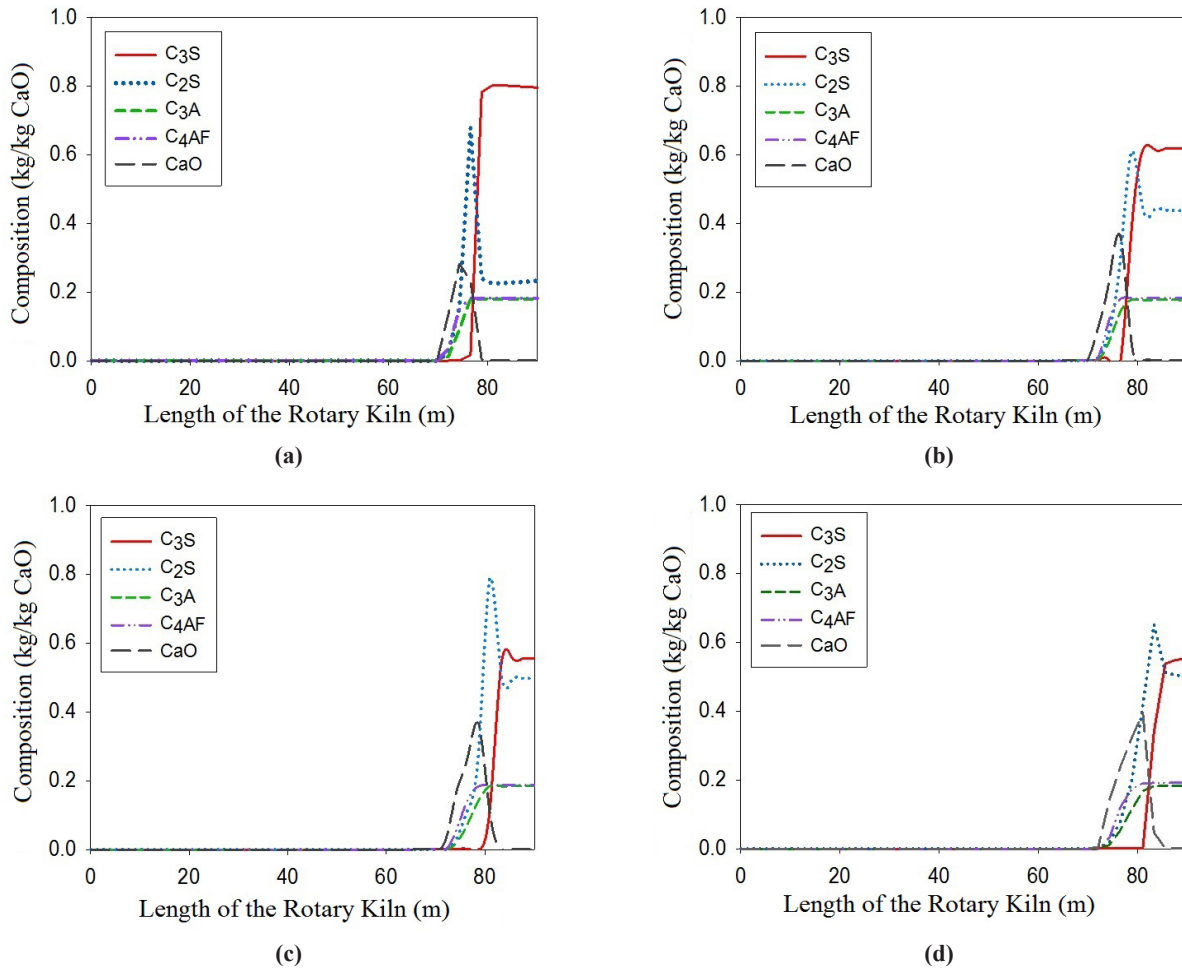 Composition (kg/kg CaO)
1.0
0.8
0.6
0.4
0.2
0.0
C3S
C2S
C3A
C4AF
CaO
0 20 40 60 80
Length of the Rotary Kiln (m)
(a)
Composition (kg/kg CaO)
1.0
0.8
0.6
0.4
0.2
0.0
C3S
C2S
C3A
C4AF
CaO
0 20 40 60 80
Length of the Rotary Kiln (m)
(b)
Composition (kg/kg CaO)
1.0
0.8
0.6
0.4
0.2
0.0
C3S
C2S
C3A
C4AF
CaO
0 20 40 60 80
Length of the Rotary Kiln (m)
(c)
Composition (kg/kg CaO)
1.0
0.8
0.6
0.4
0.2
0.0
C3S
C2S
C3A
C4AF
CaO
0 20 40 60 80
Length of the Rotary Kiln (m)
(d)